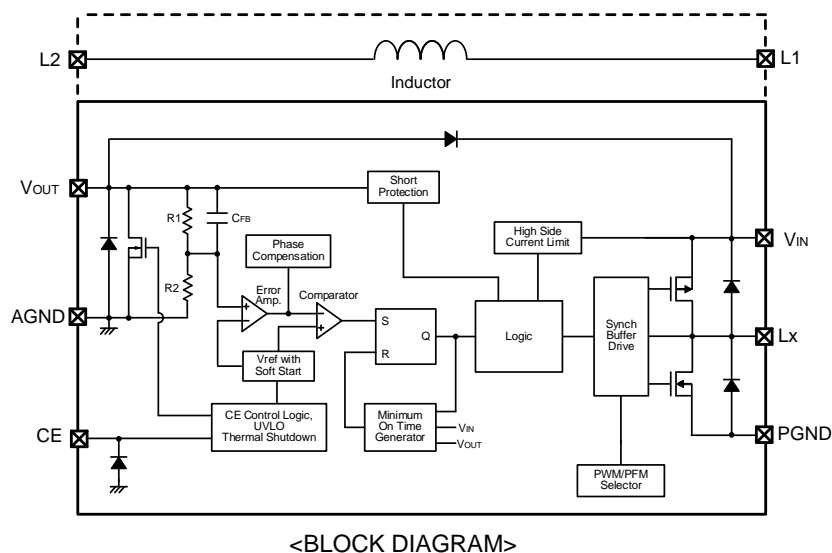 L2
L1
Inductor
VOUT
Short
Protection
R1
CFB
High Side
Current Limit
Phase
Compensation
VIN
R2
Error
Amp.
Comparator
AGND
S
Q
R
Logic
Synch
Buffer
Drive
Lx
Vref with
Soft Start
CE
CE Control Logic,
UVLO
Thermal Shutdown
Minimum
On Time
Generator
VIN
VOUT
PGND
PWM/PFM
Selector
<BLOCK DIAGRAM>